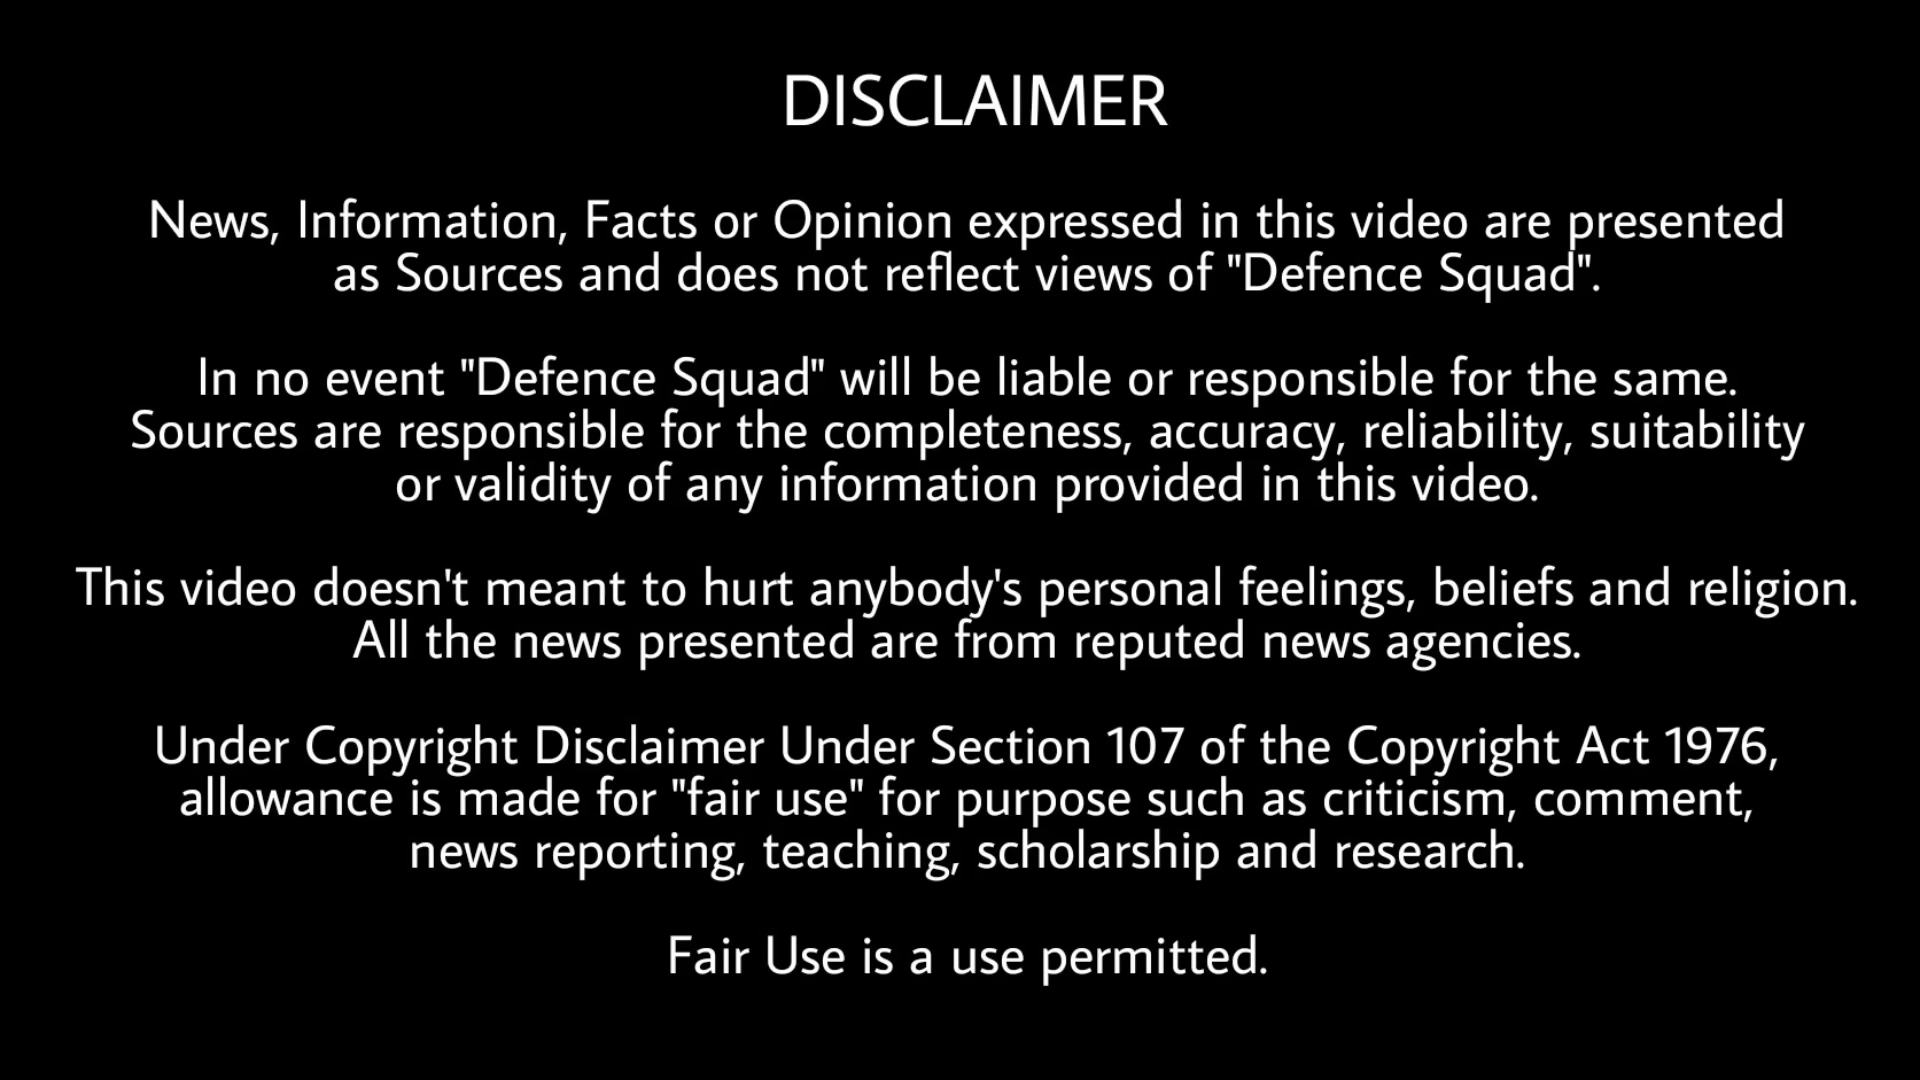 DISCLAIMER
News, Information, Facts or Opinion expressed in this video are presented
as Sources and does not reflect views of "Defence Squad".
In no event "Defence Squad" will be liable or responsible for the same.
Sources are responsible for the completeness, accuracy, reliability, suitability
or validity of any information provided in this video.
This video doesn't meant to hurt anybody's personal feelings, beliefs and religion.
All the news presented are from reputed news agencies.
Under Copyright Disclaimer Under Section 107 of the Copyright Act 1976,
allowance is made for "fair use" for purpose such as criticism, comment,
news reporting, teaching, scholarship and research.
Fair Use is a use permitted.